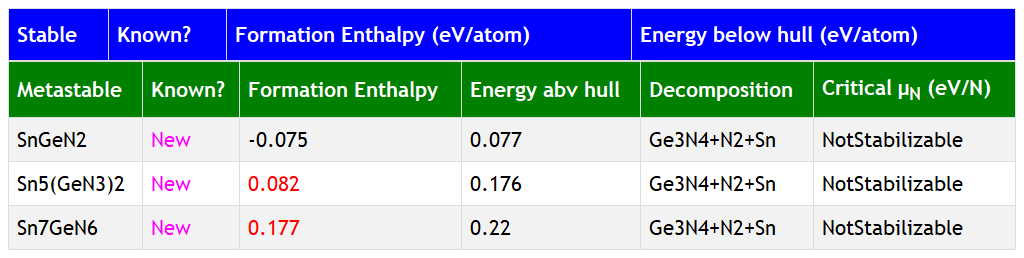 Stable Known? Formation Enthalpy (eV/atom) Energy below hull (eV/atom)
Metastable Known? Formation Enthalpy Energy abv hull Decomposition Critical μN (eV/N)
SnGeN2 New -0.075 0.077 Ge3N4+N2+Sn NotStabilizable
Sn5(GeN3)2 New 0.082 0.176 Ge3N4+N2+Sn NotStabilizable
Sn7GeN6 New 0.177 0.22 Ge3N4+N2+Sn NotStabilizable